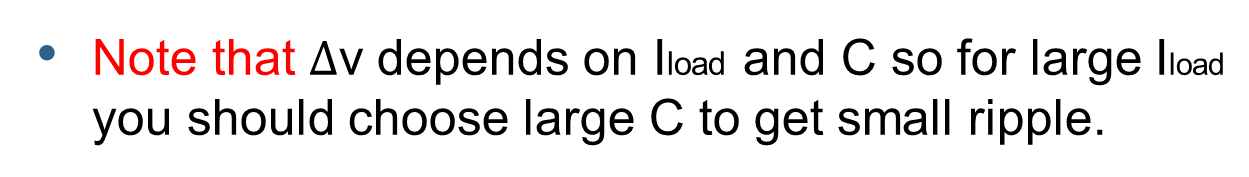 • Note that Δv depends on Iload and C so for large Iload
you should choose large C to get small ripple.